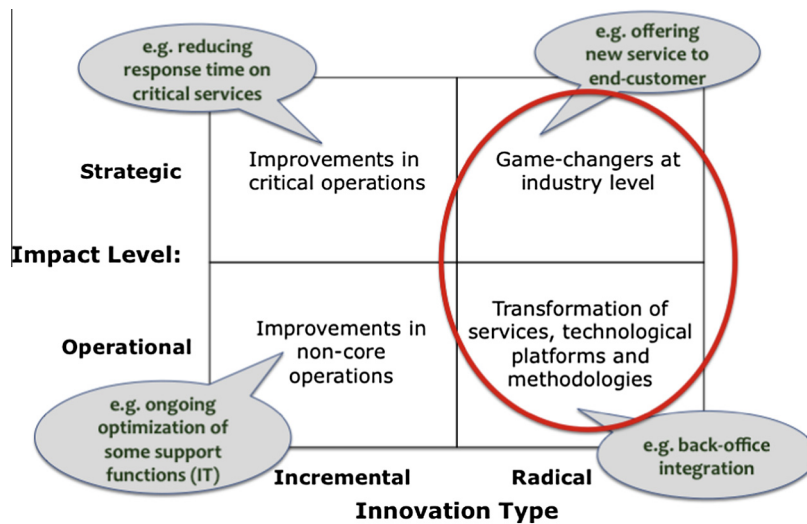 e.g. reducing
response time on
critical services
e.g. offering
new service to
end-customer
Strategic
Improvements in
critical operations
Game-changers at
industry level
Impact Level:
Operational
Improvements in
non-core
operations
Transformation of
services, technological
platforms and
methodologies
e.g. ongoing
optimization of
some support
functions (IT)
e.g. back-office
integration
Incremental
Radical
Innovation Type